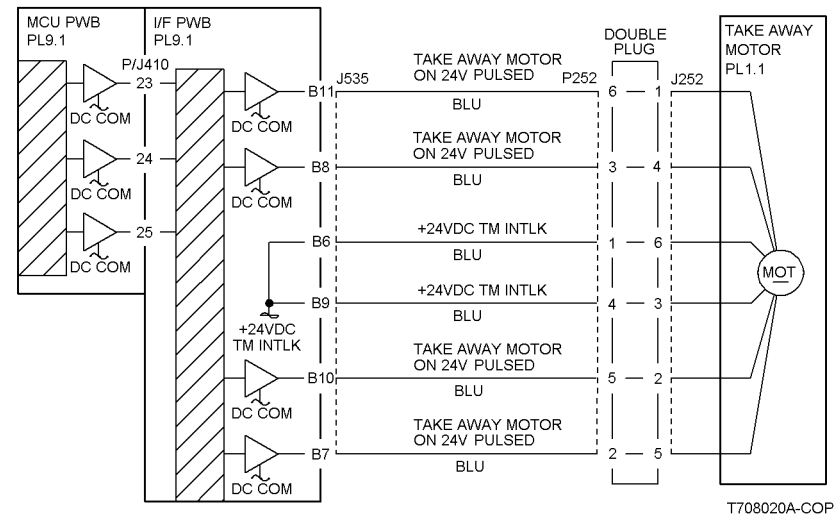 MCU PWB
PL9.1
I/F PWB
PL9.1
P/J410
23
24
25
DC COM
DC COM
DC COM
DC COM
DC COM
+24VDC
TM INTLK
DC COM
DC COM
B11
B8
B6
B9
B10
B7
J535
TAKE AWAY MOTOR
ON 24V PULSED
BLU
TAKE AWAY MOTOR
ON 24V PULSED
BLU
+24VDC TM INTLK
BLU
+24VDC TM INTLK
BLU
TAKE AWAY MOTOR
ON 24V PULSED
BLU
TAKE AWAY MOTOR
ON 24V PULSED
BLU
DOUBLE
PLUG
P252
J252
6 — 1
3 — 4
1 — 6
4 — 3
5 — 2
2 — 5
TAKE AWAY
MOTOR
PL1.1
MOT
T708020A-COP